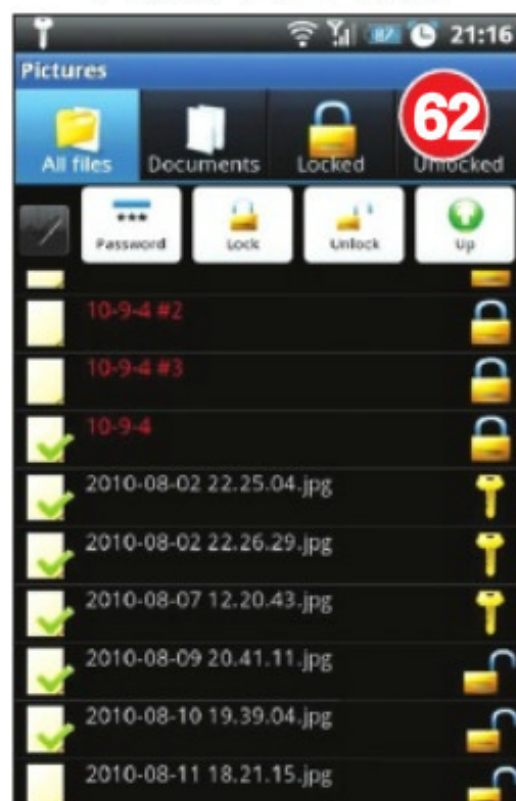 87 21:16
Pictures
62
All files Documents Locked Unlocked
*** Password Lock Unlock Up
10-9-4 #2
10-9-4 #3
10-9-4
2010-08-02 22.25.04.jpg
2010-08-02 22.26.29.jpg
2010-08-07 12.20.43.jpg
2010-08-09 20.41.11.jpg
2010-08-10 19.39.04.jpg
2010-08-11 18.21.15.jpg